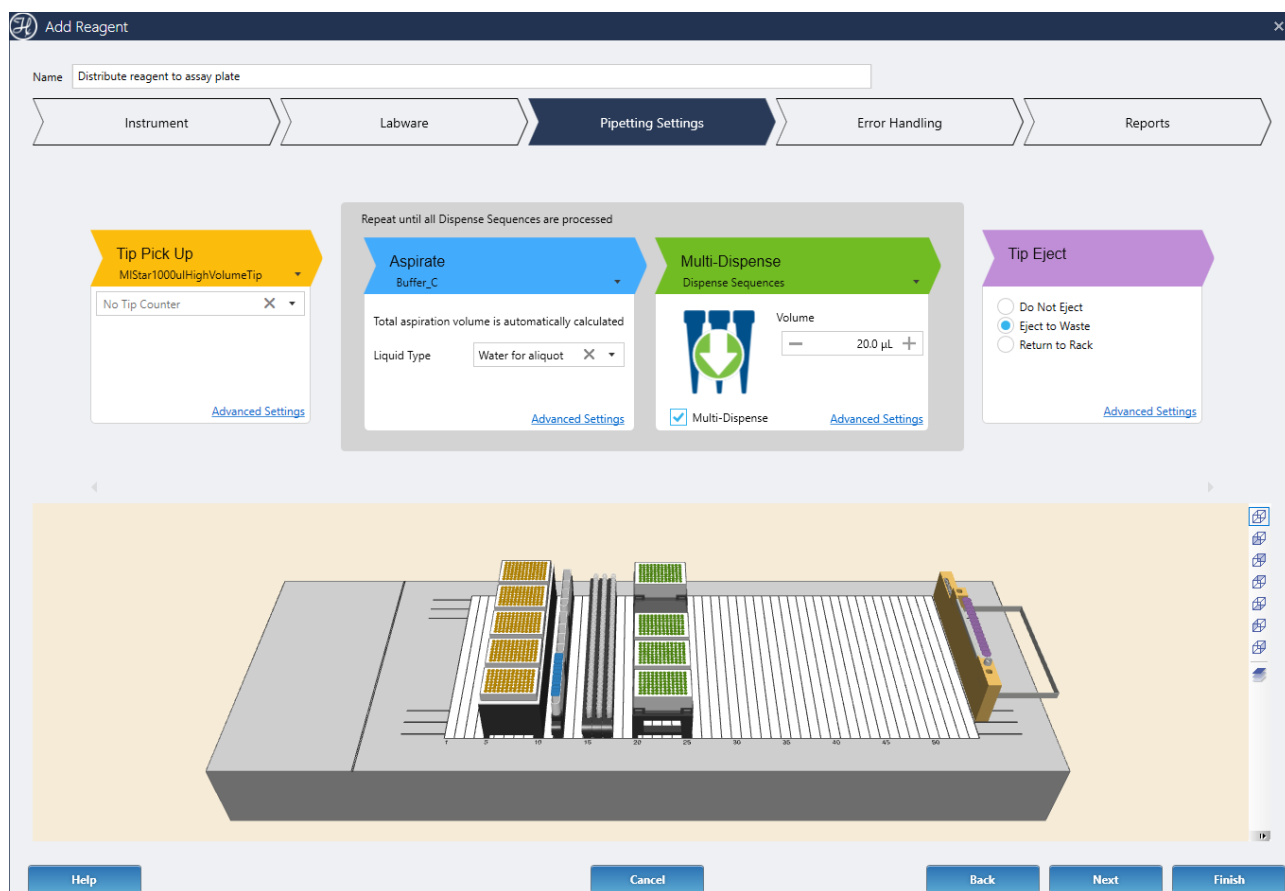 Add Reagent
Name Distribute reagent to assay plate
Instrument
Labware
Pipetting Settings
Error Handling
Reports
Repeat until all Dispense Sequences are processed
Tip Pick Up
MlStar1000ulHighVolumeTip
No Tip Counter
Advanced Settings
Aspirate
Buffer_C
Total aspiration volume is automatically calculated
Liquid Type Water for aliquot
Advanced Settings
Multi-Dispense
Dispense Sequences
Volume
20.0 µL
Multi-Dispense
Advanced Settings
Tip Eject
Do Not Eject
Eject to Waste
Return to Rack
Advanced Settings
1 5 10 15 20 25 30 35 40 45 50
Help
Cancel
Back
Next
Finish